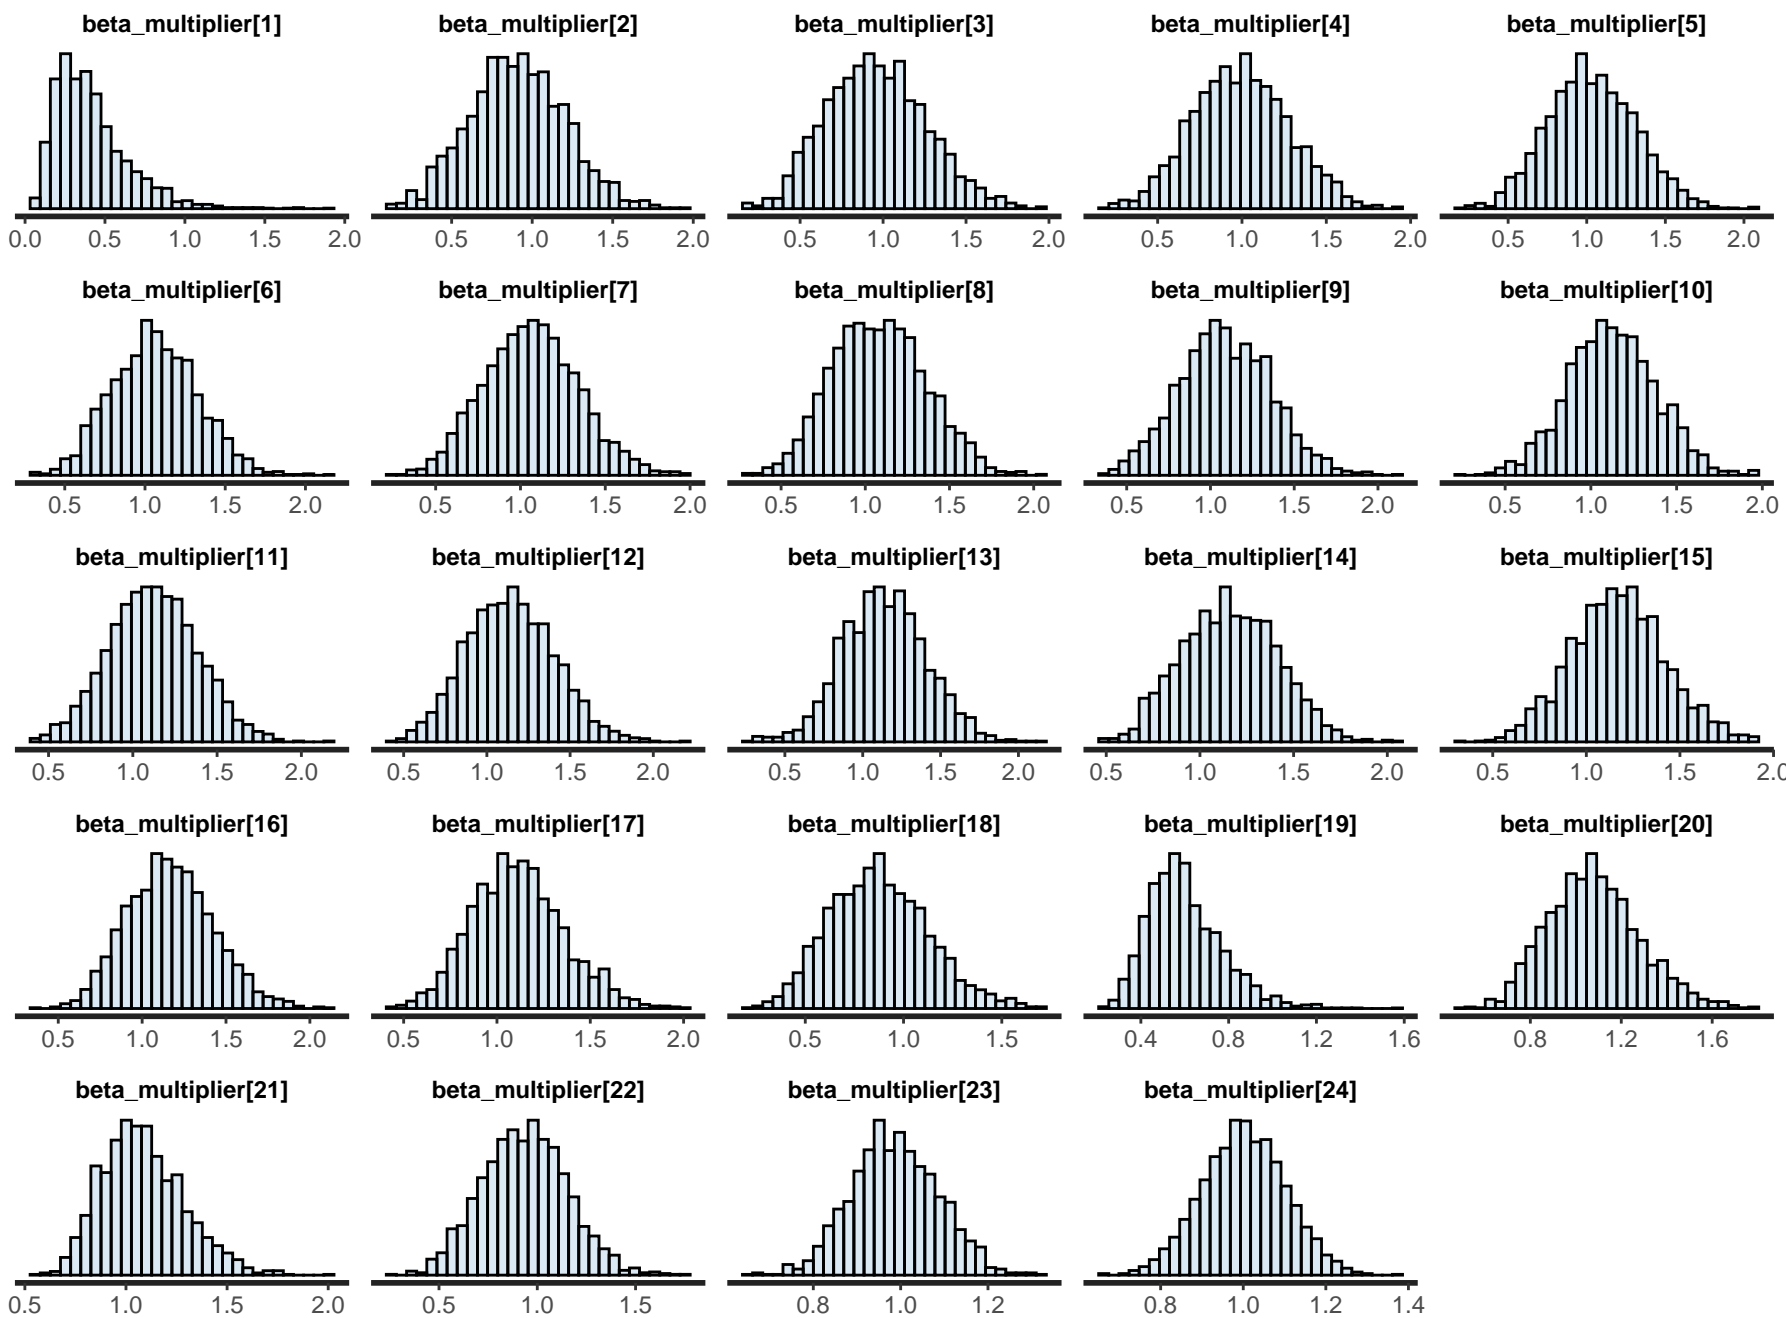 beta_multiplier[1] beta_multiplier[2] beta_multiplier[3] beta_multiplier[4] beta_multiplier[5]
0.0 0.5 1.0 1.5 2.0 0.5 1.0 1.5 2.0 0.5 1.0 1.5 2.0 0.5 1.0 1.5 2.0 0.5 1.0 1.5 2.0
beta_multiplier[6] beta_multiplier[7] beta_multiplier[8] beta_multiplier[9] beta_multiplier[10]
0.5 1.0 1.5 2.0 0.5 1.0 1.5 2.0 0.5 1.0 1.5 2.0 0.5 1.0 1.5 2.0 0.5 1.0 1.5 2.0
beta_multiplier[11] beta_multiplier[12] beta_multiplier[13] beta_multiplier[14] beta_multiplier[15]
0.5 1.0 1.5 2.0 0.5 1.0 1.5 2.0 0.5 1.0 1.5 2.0 0.5 1.0 1.5 2.0 0.5 1.0 1.5 2.0
beta_multiplier[16] beta_multiplier[17] beta_multiplier[18] beta_multiplier[19] beta_multiplier[20]
0.5 1.0 1.5 2.0 0.5 1.0 1.5 2.0 0.5 1.0 1.5 0.4 0.8 1.2 1.6 0.8 1.2 1.6
beta_multiplier[21] beta_multiplier[22] beta_multiplier[23] beta_multiplier[24]
0.5 1.0 1.5 2.0 0.5 1.0 1.5 0.8 1.0 1.2 0.8 1.0 1.2 1.4